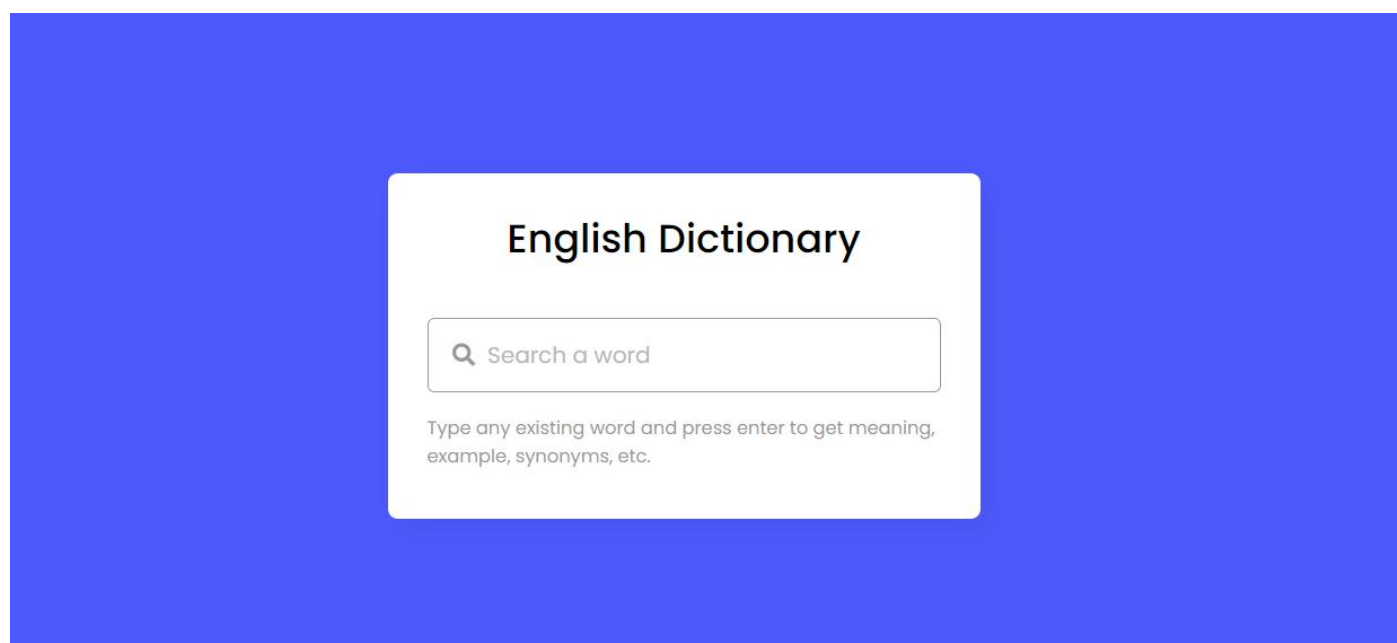 English Dictionary
Search a word
Type any existing word and press enter to get meaning,
example, synonyms, etc.